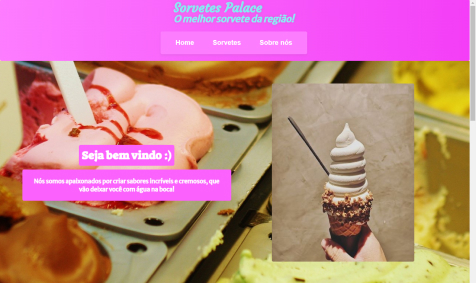 Sorvetes Palace
O melhor sorvete da região!
Home Sorvetes Sobre nós
Seja bem vindo :)
Nós somos apaixonados por criar sabores incríveis e cremosos, que
vão deixar você com água na boca!